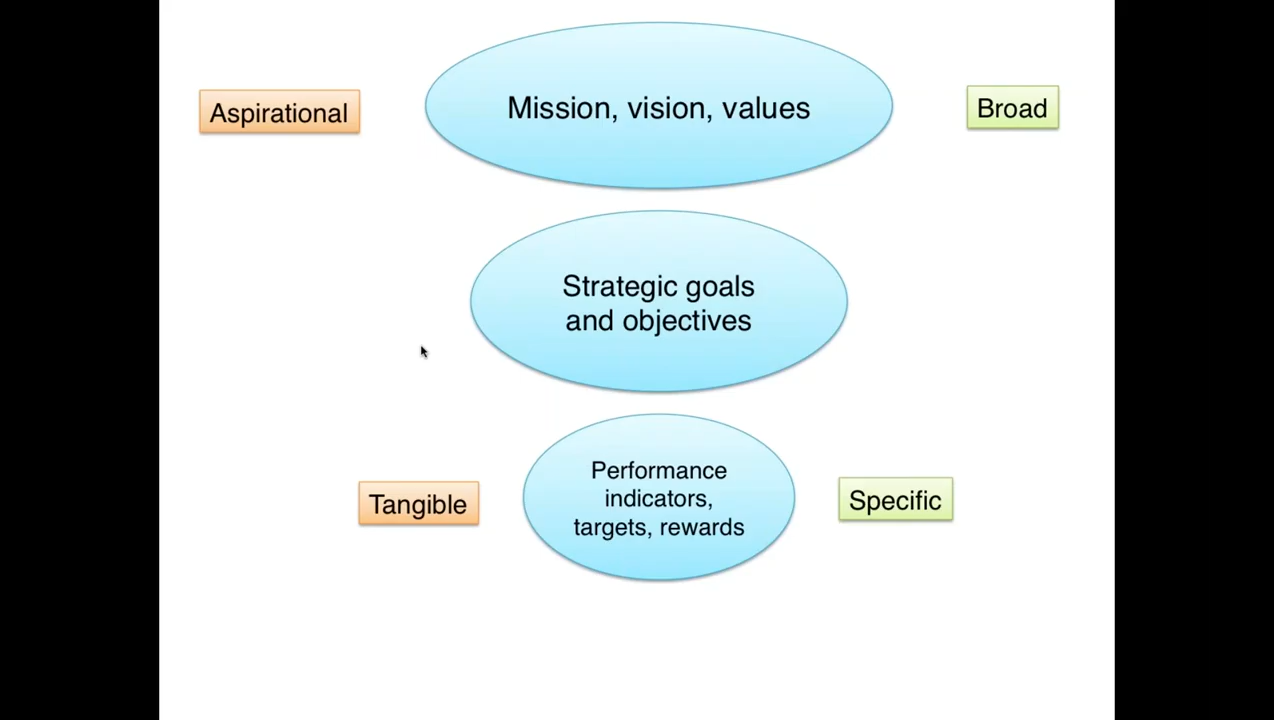 Aspirational
Mission, vision, values
Broad
Strategic goals
and objectives
Tangible
Performance
indicators,
targets, rewards
Specific